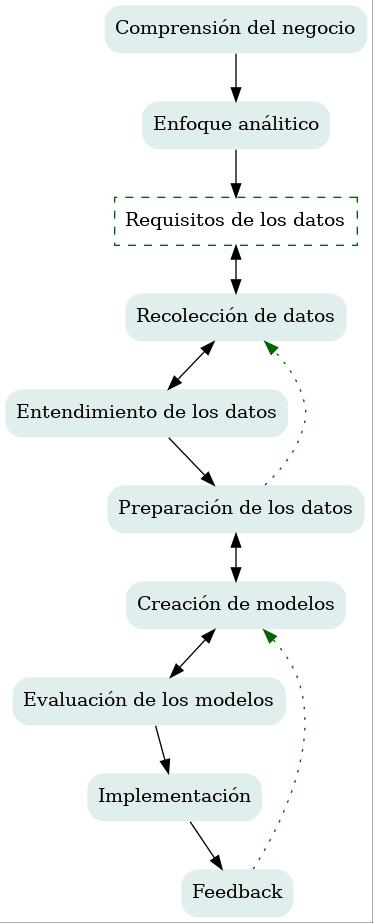 Comprensión del negocio
Enfoque análitico
Requisitos de los datos
Recolección de datos
Entendimiento de los datos
Preparación de los datos
Creación de modelos
Evaluación de los modelos
Implementación
Feedback